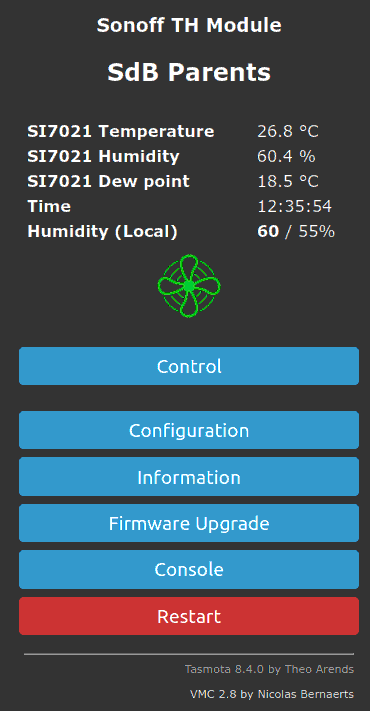 Sonoff TH Module
SdB Parents
SI7021 Temperature 26.8 °C
SI7021 Humidity 60.4 %
SI7021 Dew point 18.5 °C
Time 12:35:54
Humidity (Local) 60 / 55%
Control
Configuration
Information
Firmware Upgrade
Console
Restart
Tasmota 8.4.0 by Theo Arends
VMC 2.8 by Nicolas Bernaerts